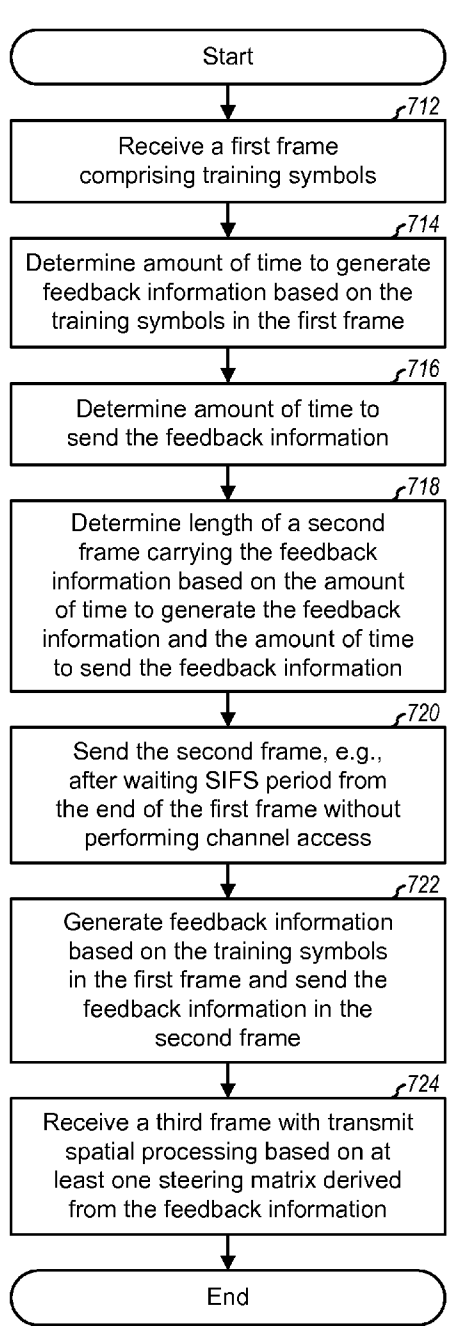 Start
712
Receive a first frame
comprising training symbols
714
Determine amount of time to generate
feedback information based on the
training symbols in the first frame
716
Determine amount of time to
send the feedback information
718
Determine length of a second
frame carrying the feedback
information based on the amount
of time to generate the feedback
information and the amount of time
to send the feedback information
720
Send the second frame, e.g.,
after waiting SIFS period from
the end of the first frame without
performing channel access
722
Generate feedback information
based on the training symbols
in the first frame and send the
feedback information in the
second frame
724
Receive a third frame with transmit
spatial processing based on at
least one steering matrix derived
from the feedback information
End